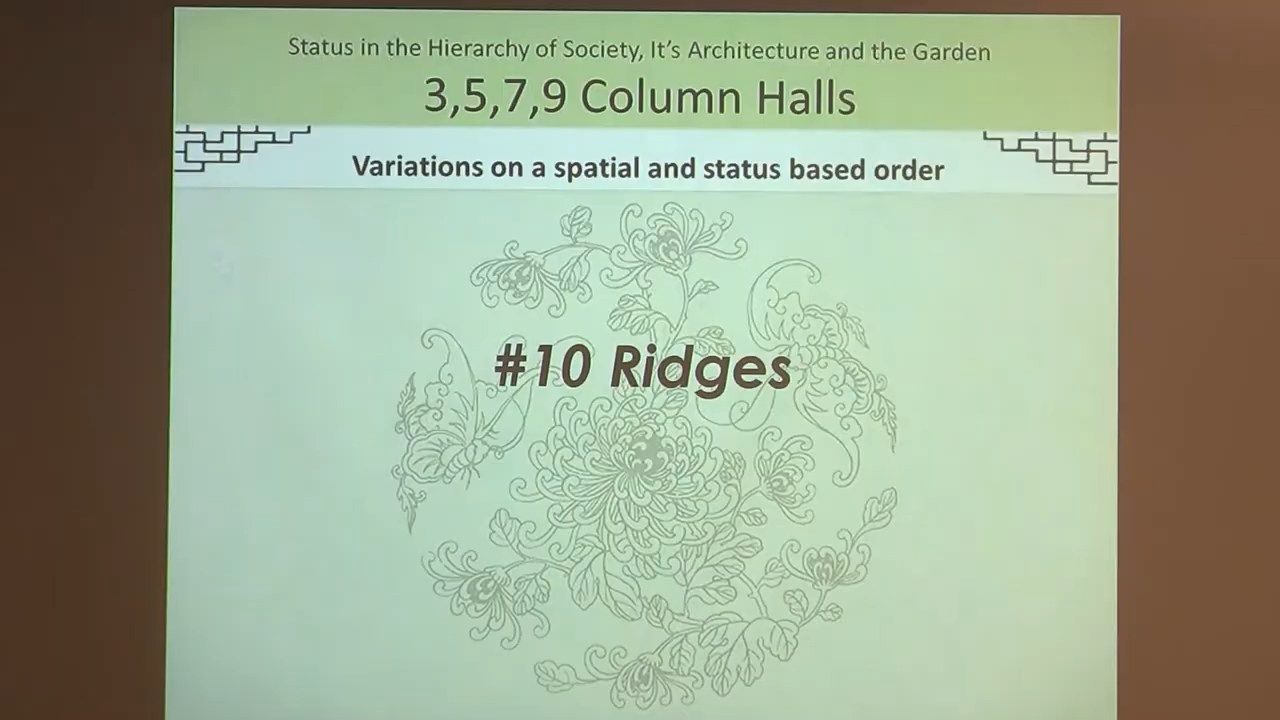 Status in the Hierarchy of Society, It's Architecture and the Garden
3,5,7,9 Column Halls
Variations on a spatial and status based order
#10 Ridges